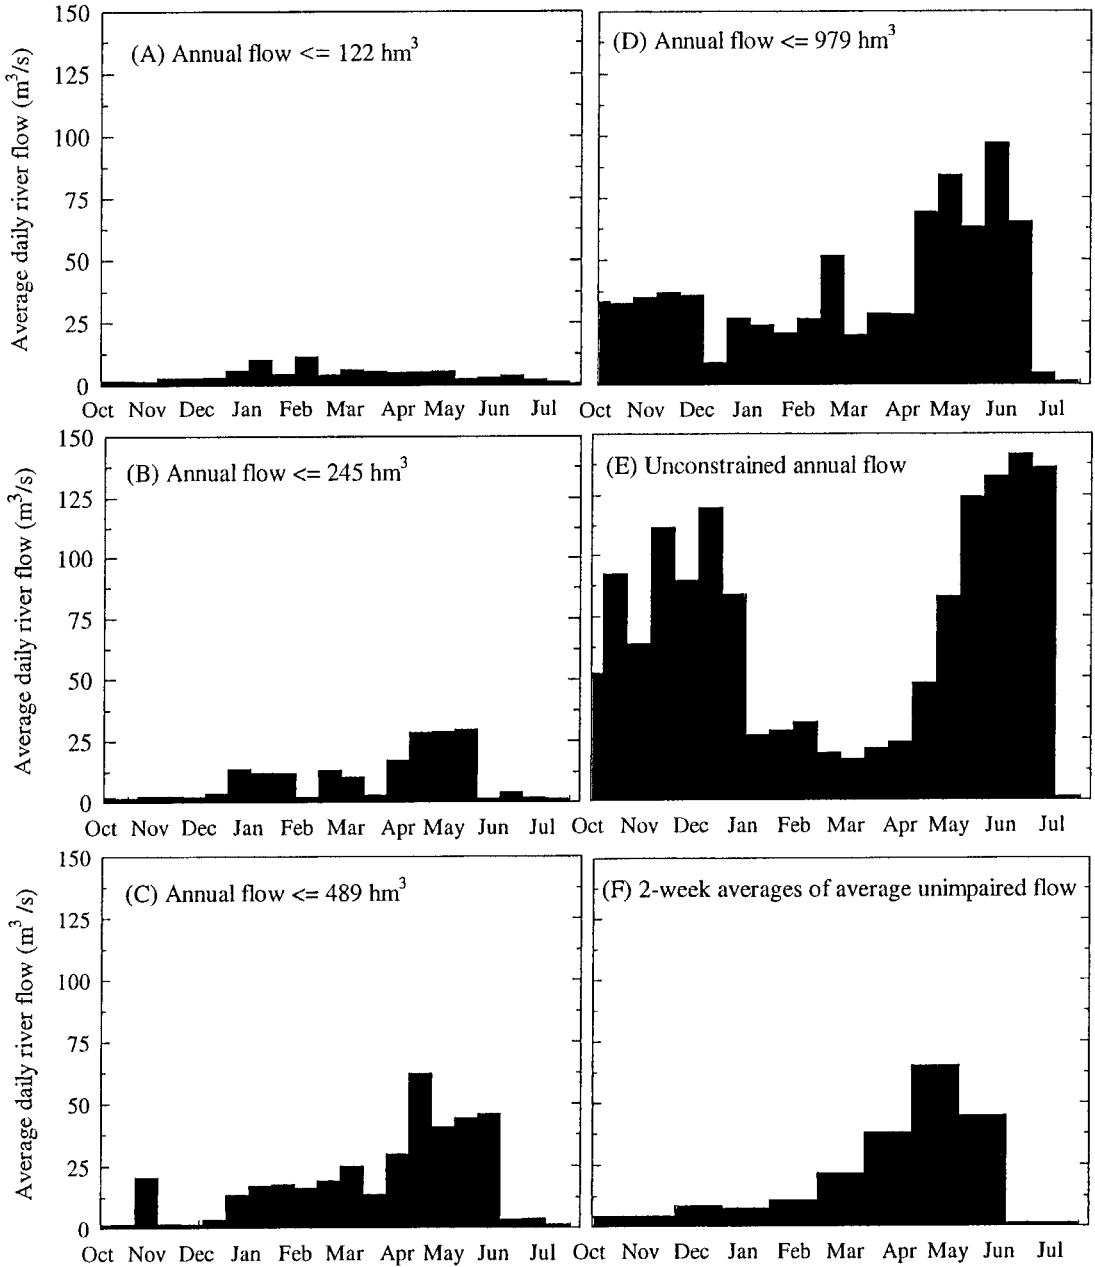 Average daily river flow (m³/s)
150
125
100
75
50
25
0
(A) Annual flow <= 122 hm³
Oct Nov Dec Jan Feb Mar Apr May Jun Jul
(D) Annual flow <= 979 hm³
Oct Nov Dec Jan Feb Mar Apr May Jun Jul
Average daily river flow (m³/s)
150
125
100
75
50
25
0
(B) Annual flow <= 245 hm³
Oct Nov Dec Jan Feb Mar Apr May Jun Jul
(E) Unconstrained annual flow
Oct Nov Dec Jan Feb Mar Apr May Jun Jul
Average daily river flow (m³ /s)
150
125
100
75
50
25
0
(C) Annual flow <= 489 hm³
Oct Nov Dec Jan Feb Mar Apr May Jun Jul
(F) 2-week averages of average unimpaired flow
Oct Nov Dec Jan Feb Mar Apr May Jun Jul